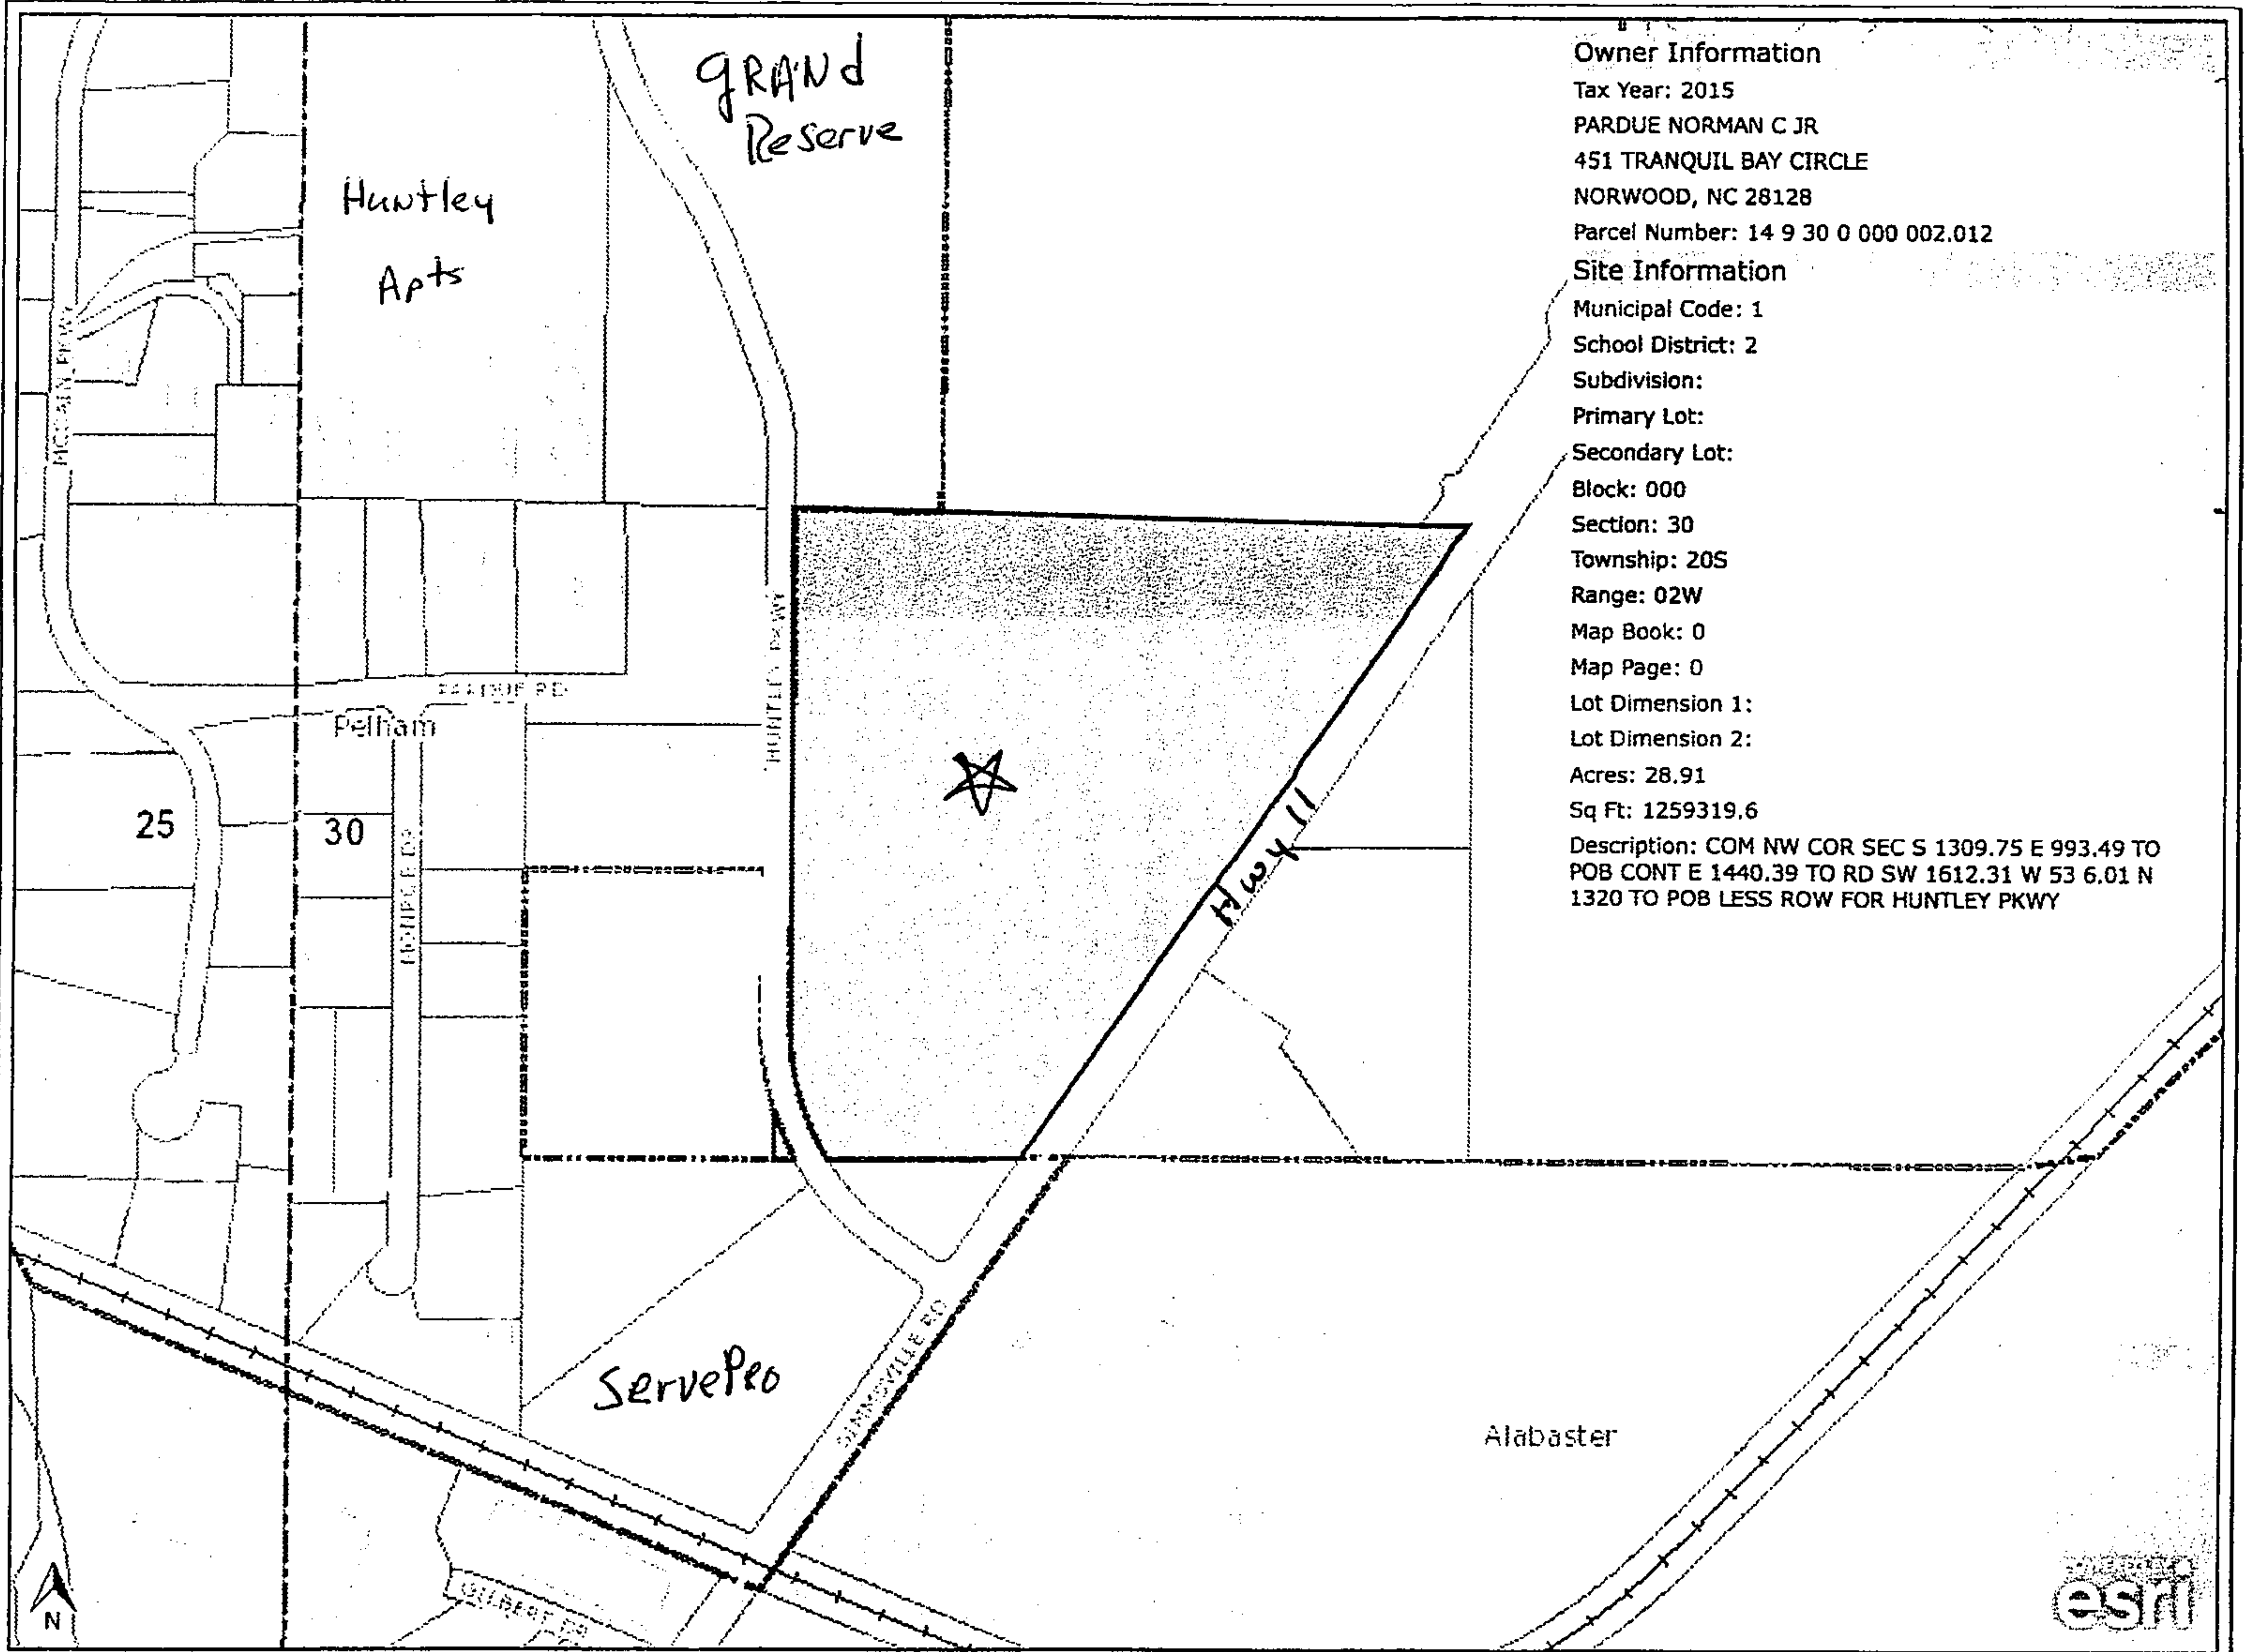 gRANd
Reserve
Huntley
Apts
Owner Information
Tax Year: 2015
PARDUE NORMAN C JR
451 TRANQUIL BAY CIRCLE
NORWOOD, NC 28128
Parcel Number: 14 9 30 0 000 002.012
Site Information
Municipal Code: 1
School District: 2
Subdivision:
Primary Lot:
Secondary Lot:
Block: 000
Section: 30
Township: 20S
Range: 02W
Map Book: 0
Map Page: 0
Lot Dimension 1:
Lot Dimension 2:
Acres: 28.91
Sq Ft: 1259319.6
Description: COM NW COR SEC S 1309.75 E 993.49 TO
POB CONT E 1440.39 TO RD SW 1612.31 W 53 6.01 N
1320 TO POB LESS ROW FOR HUNTLEY PKWY
HUNTLEY PKWY
PARDUE RD
Pelham
25
30
Hwy 11
SIMMSVILLE RD
ServePro
Alabaster
N
esri